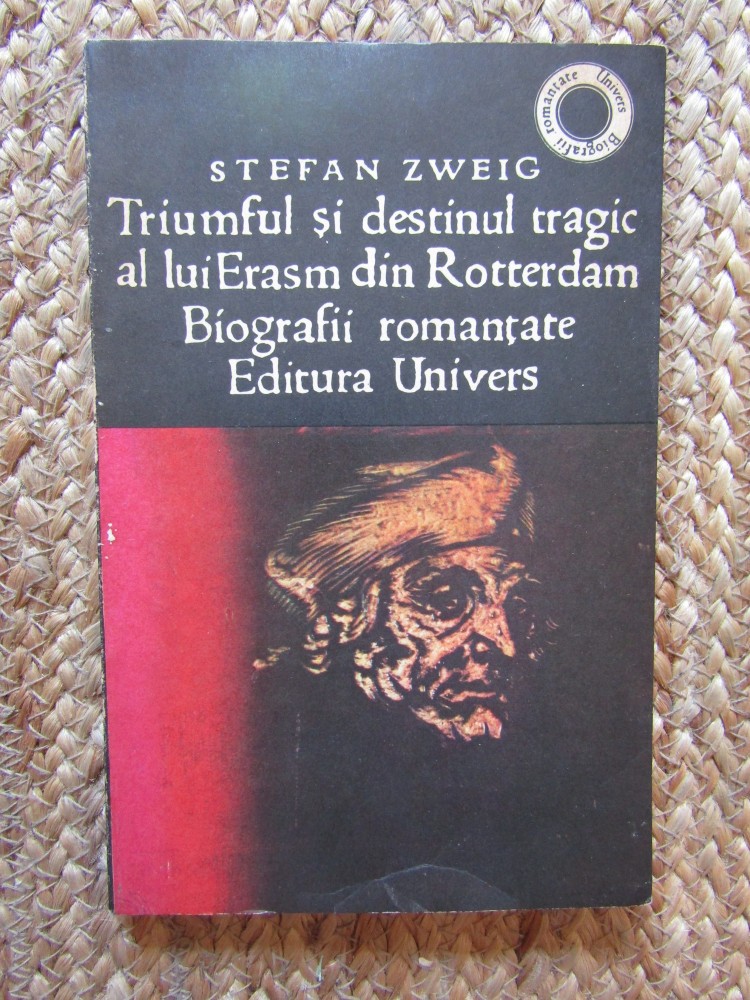 Biografii romanțate Univers
STEFAN ZWEIG
Triumful și destinul tragic
al lui Erasm din Rotterdam
Biografii romanțate
Editura Univers